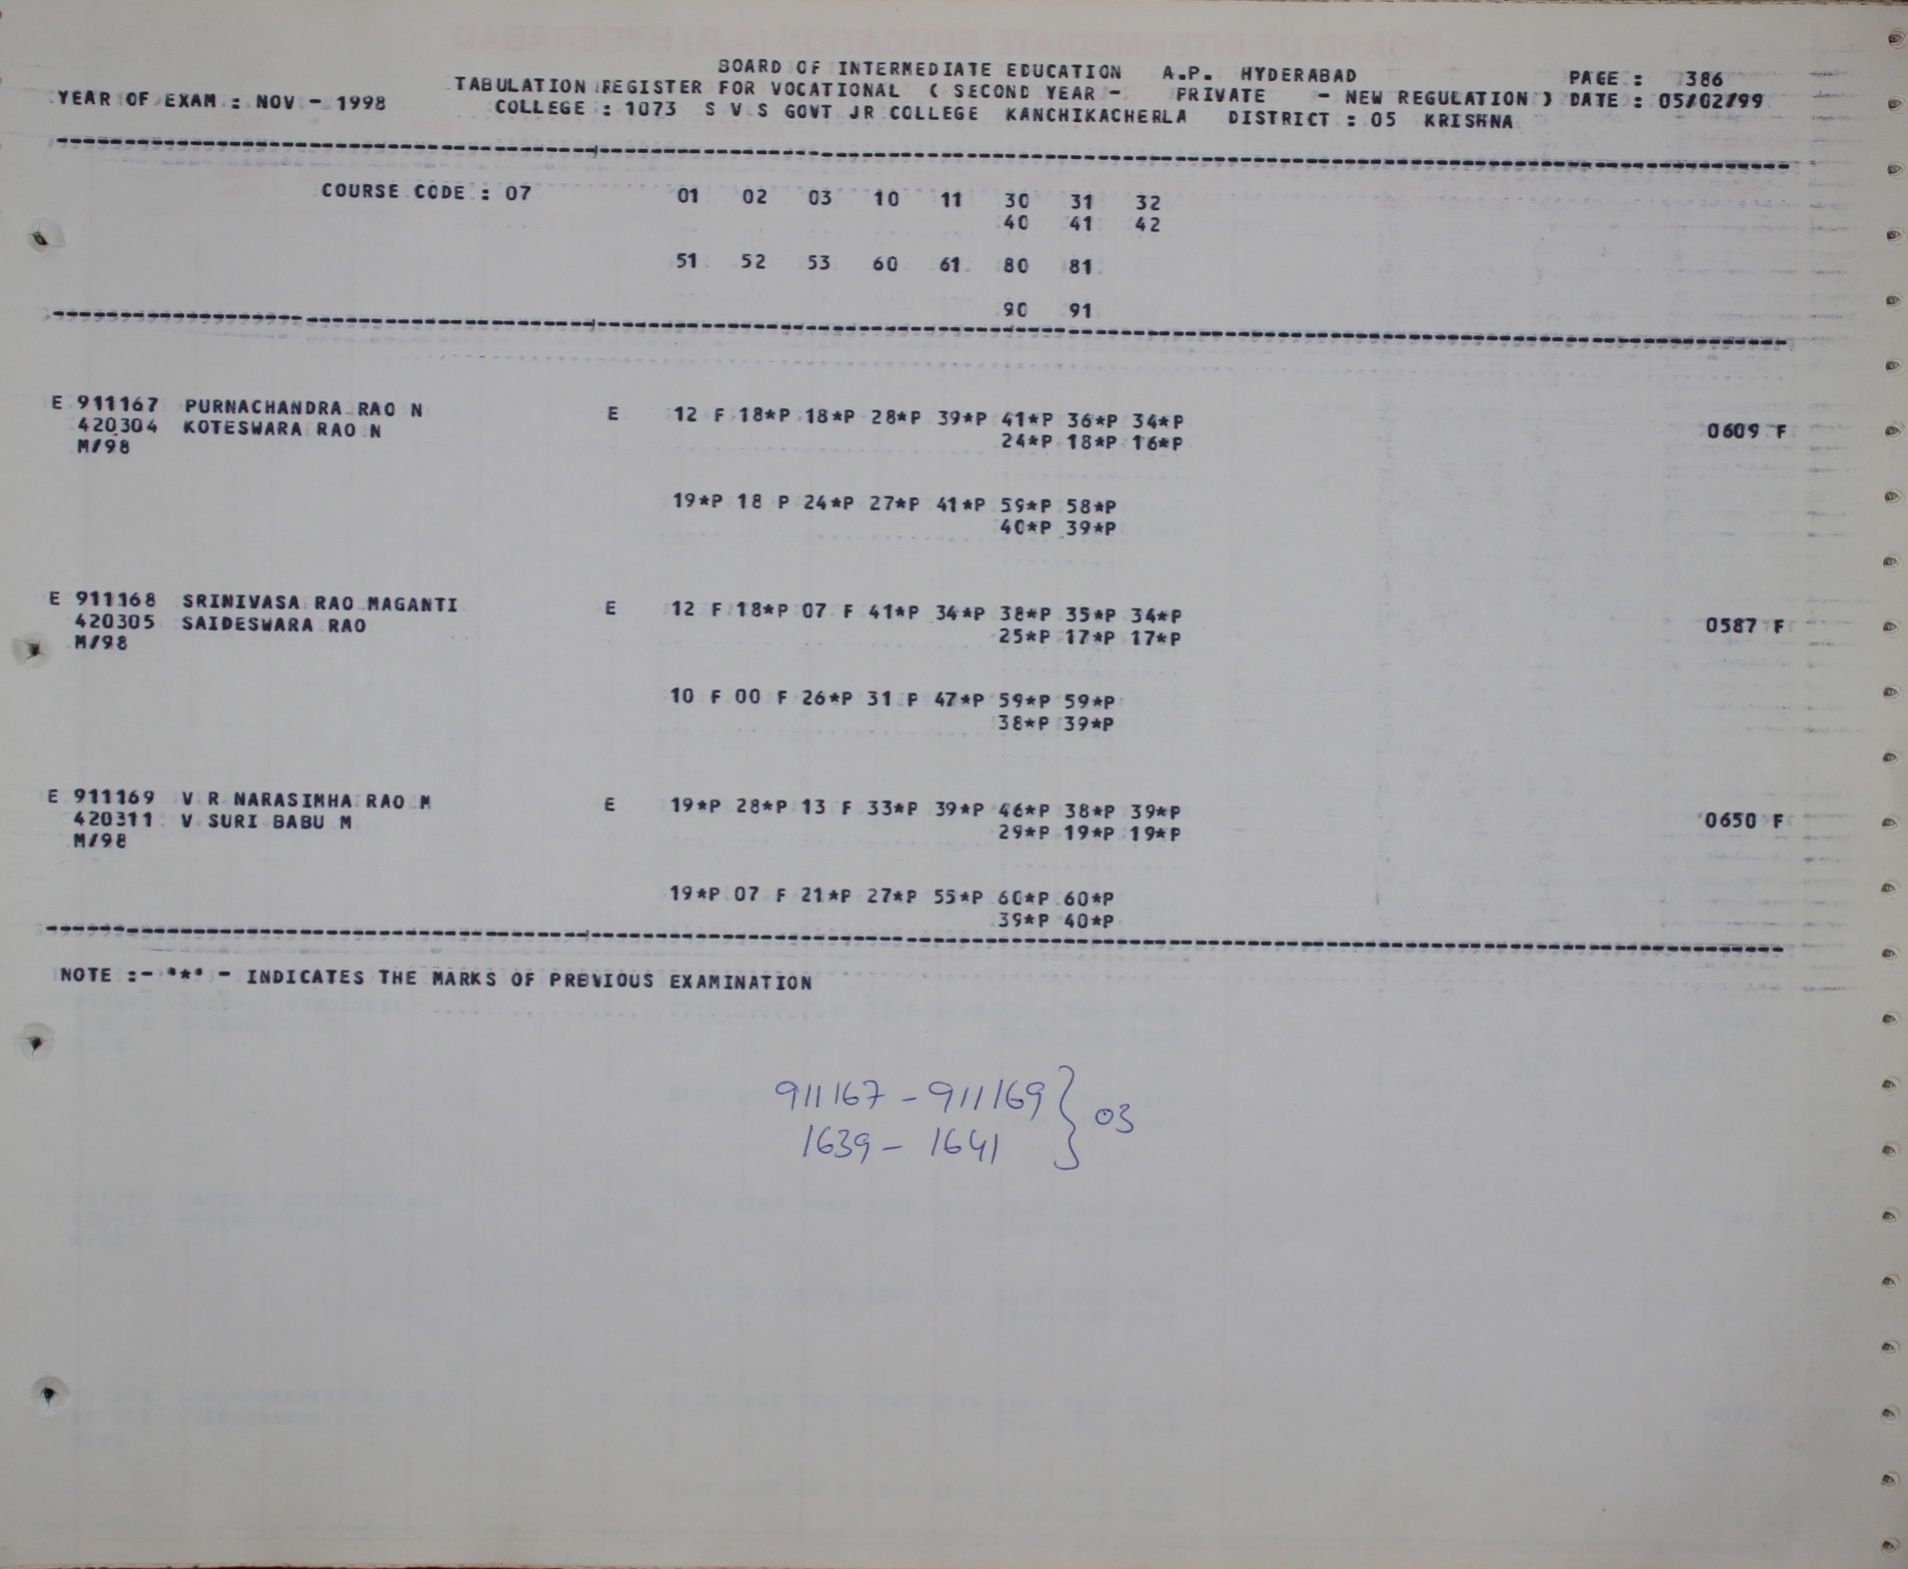 BOARD OF INTERMEDIATE EDUCATION A.P. HYDERABAD PAGE : 386
YEAR OF EXAM : NOV - 1998 TABULATION REGISTER FOR VOCATIONAL ( SECOND YEAR - PRIVATE - NEW REGULATION ) DATE : 05/02/99
COLLEGE : 1073 S V S GOVT JR COLLEGE KANCHIKACHERLA DISTRICT : 05 KRISHNA
COURSE CODE : 07 01 02 03 10 11 30 31 32
40 41 42
51 52 53 60 61 80 81
90 91
E 911167 PURNACHANDRA RAO N E 12 F 18*P 18*P 28*P 39*P 41*P 36*P 34*P
420304 KOTESWARA RAO N 24*P 18*P 16*P 0609 F
M/98
19*P 18 P 24*P 27*P 41*P 59*P 58*P
40*P 39*P
E 911168 SRINIVASA RAO MAGANTI E 12 F 18*P 07 F 41*P 34*P 38*P 35*P 34*P
420305 SAIDESWARA RAO 25*P 17*P 17*P 0587 F
M/98
10 F 00 F 26*P 31 P 47*P 59*P 59*P
38*P 39*P
E 911169 V R NARASIMHA RAO M E 19*P 28*P 13 F 33*P 39*P 46*P 38*P 39*P
420311 V SURI BABU M 29*P 19*P 19*P 0650 F
M/98
19*P 07 F 21*P 27*P 55*P 60*P 60*P
39*P 40*P
NOTE :- '*' - INDICATES THE MARKS OF PREVIOUS EXAMINATION
911167 - 911169 } 03
1639 - 1641